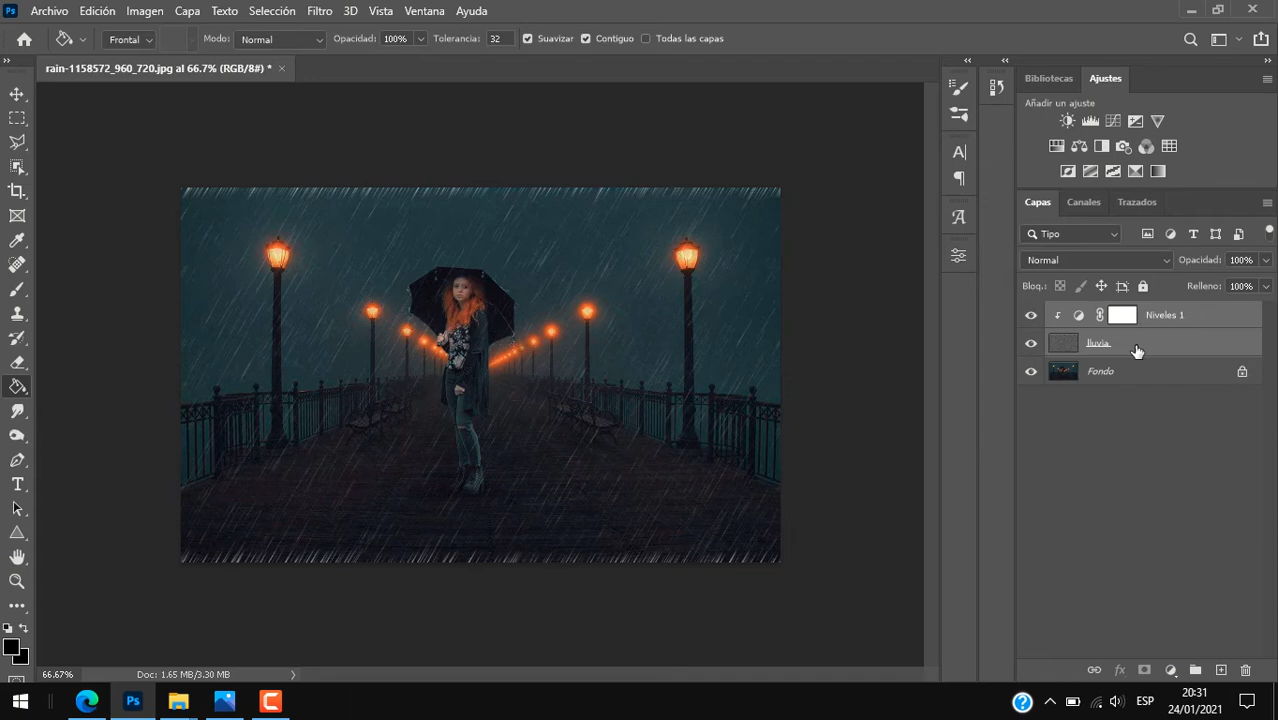 Ps Archivo Edición Imagen Capa Texto Selección Filtro 3D Vista Ventana Ayuda
Frontal Modo: Normal Opacidad: 100% Tolerancia: 32 Suavizar Contiguo Todas las capas
rain-1158572_960_720.jpg al 66.7% (RGB/8#) *
Bibliotecas Ajustes
Añadir un ajuste
Capas Canales Trazados
Tipo
Normal Opacidad: 100%
Bloq.: Relleno: 100%
Niveles 1
lluvia
Fondo
66.67% Doc: 1.65 MB/3.30 MB
Ps ESP 20:31
24/01/2021